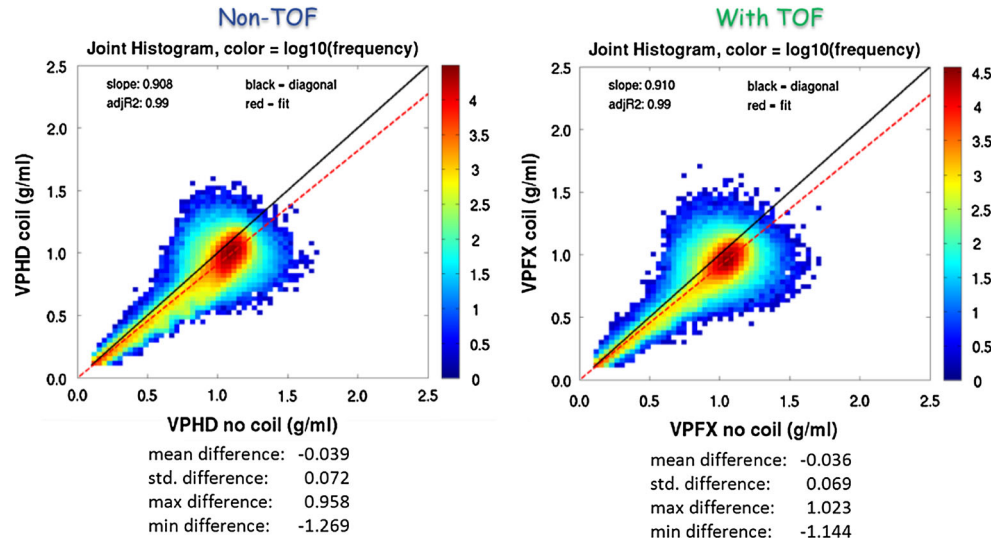 Non-TOF
Joint Histogram, color = log10(frequency)
slope: 0.908 black = diagonal
adjR2: 0.99 red = fit
2.5
2.0
1.5
1.0
0.5
0.0
VPHD coil (g/ml)
0.0 0.5 1.0 1.5 2.0 2.5
VPHD no coil (g/ml)
4
3.5
3
2.5
2
1.5
1
0.5
0
mean difference: -0.039
std. difference: 0.072
max difference: 0.958
min difference: -1.269
With TOF
Joint Histogram, color = log10(frequency)
slope: 0.910 black = diagonal
adjR2: 0.99 red = fit
2.5
2.0
1.5
1.0
0.5
0.0
VPFX coil (g/ml)
0.0 0.5 1.0 1.5 2.0 2.5
VPFX no coil (g/ml)
4.5
4
3.5
3
2.5
2
1.5
1
0.5
0
mean difference: -0.036
std. difference: 0.069
max difference: 1.023
min difference: -1.144